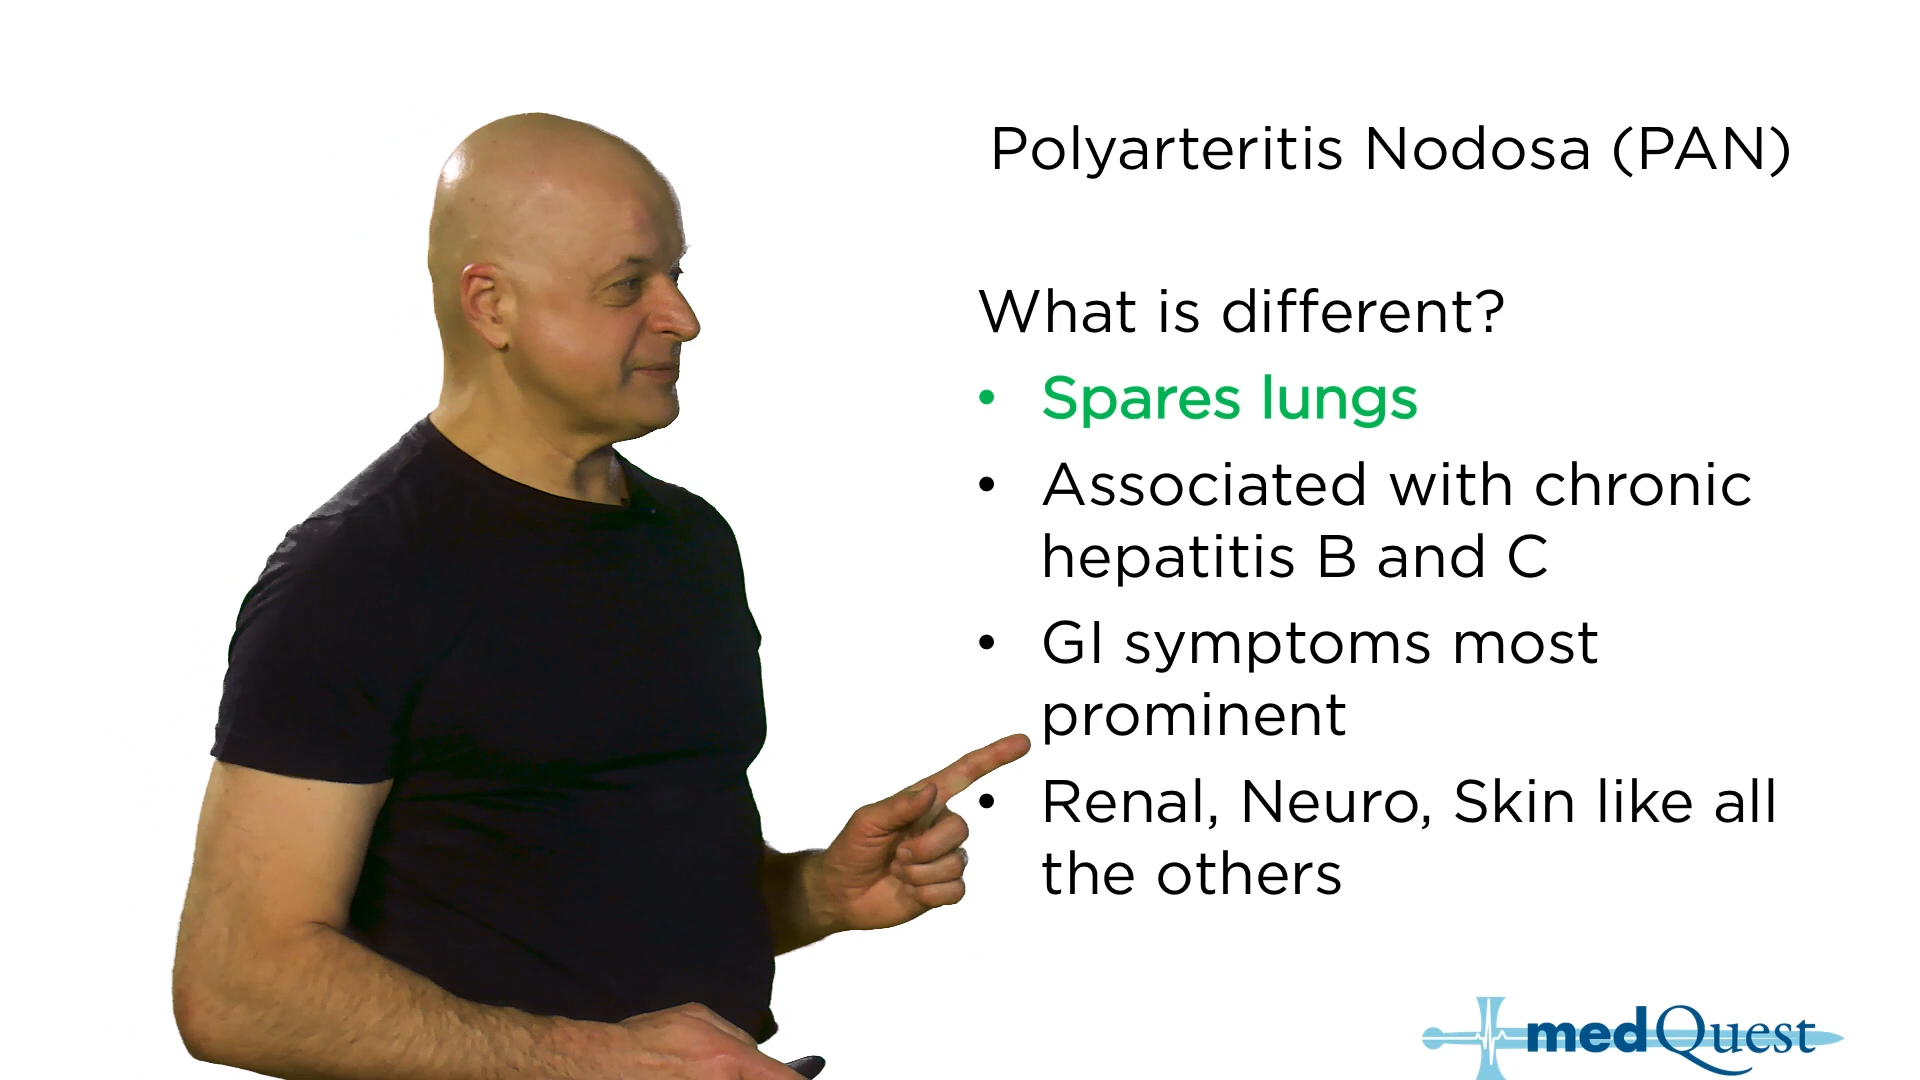 Polyarteritis Nodosa (PAN)
What is different?
• Spares lungs
• Associated with chronic
hepatitis B and C
• GI symptoms most
prominent
• Renal, Neuro, Skin like all
the others
medQuest